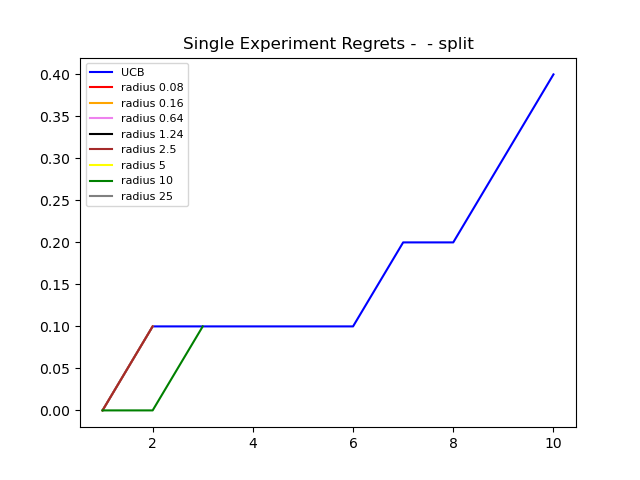 Single Experiment Regrets -  - split
0.40
0.35
0.30
0.25
0.20
0.15
0.10
0.05
0.00
UCB
radius 0.08
radius 0.16
radius 0.64
radius 1.24
radius 2.5
radius 5
radius 10
radius 25
2 4 6 8 10